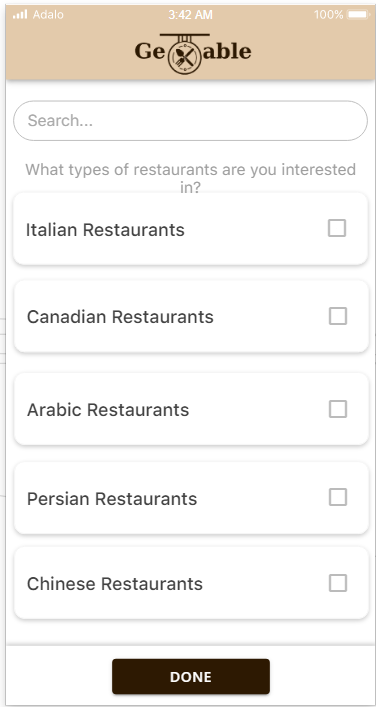 Adalo 3:42 AM 100%
Ge able
Search...
What types of restaurants are you interested
in?
Italian Restaurants
Canadian Restaurants
Arabic Restaurants
Persian Restaurants
Chinese Restaurants
DONE